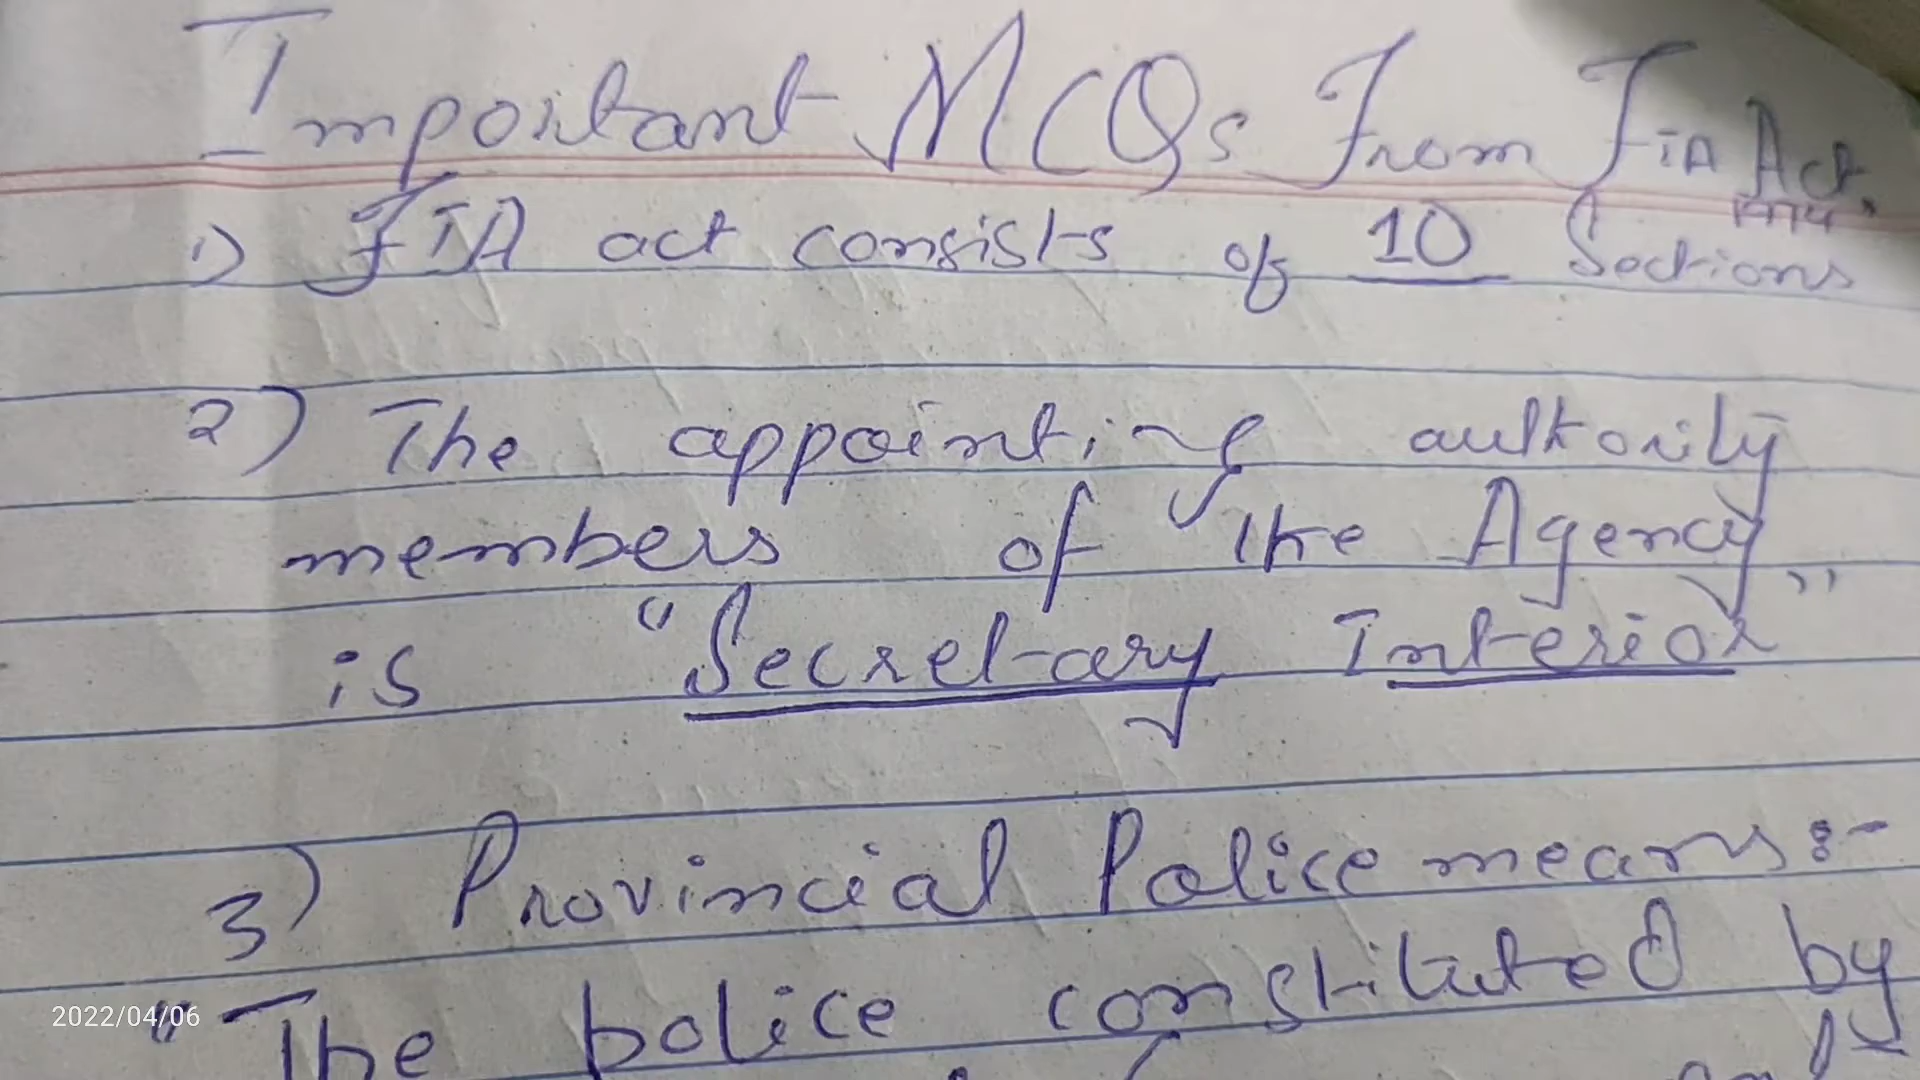 Important MCQs From FIA Act,
1974
1) FIA act consists of 10 Sections
2) The appointing authority
members of the Agency
is "Secretary Interior"
3) Provincial Police means:-
"The police constituted by
2022/04/06